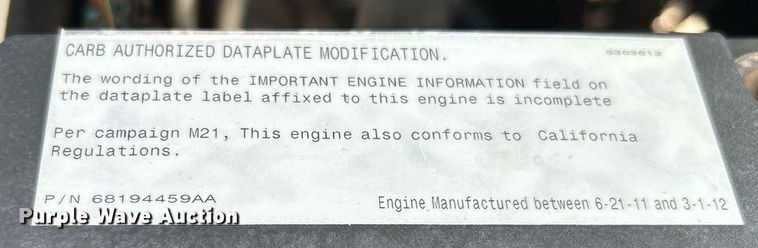 CARB AUTHORIZED DATAPLATE MODIFICATION. 5303613
The wording of the IMPORTANT ENGINE INFORMATION field on
the dataplate label affixed to this engine is incomplete
Per campaign M21, This engine also conforms to California
Regulations.
P/N 68194459AA Engine Manufactured between 6-21-11 and 3-1-12
Purple Wave Auction